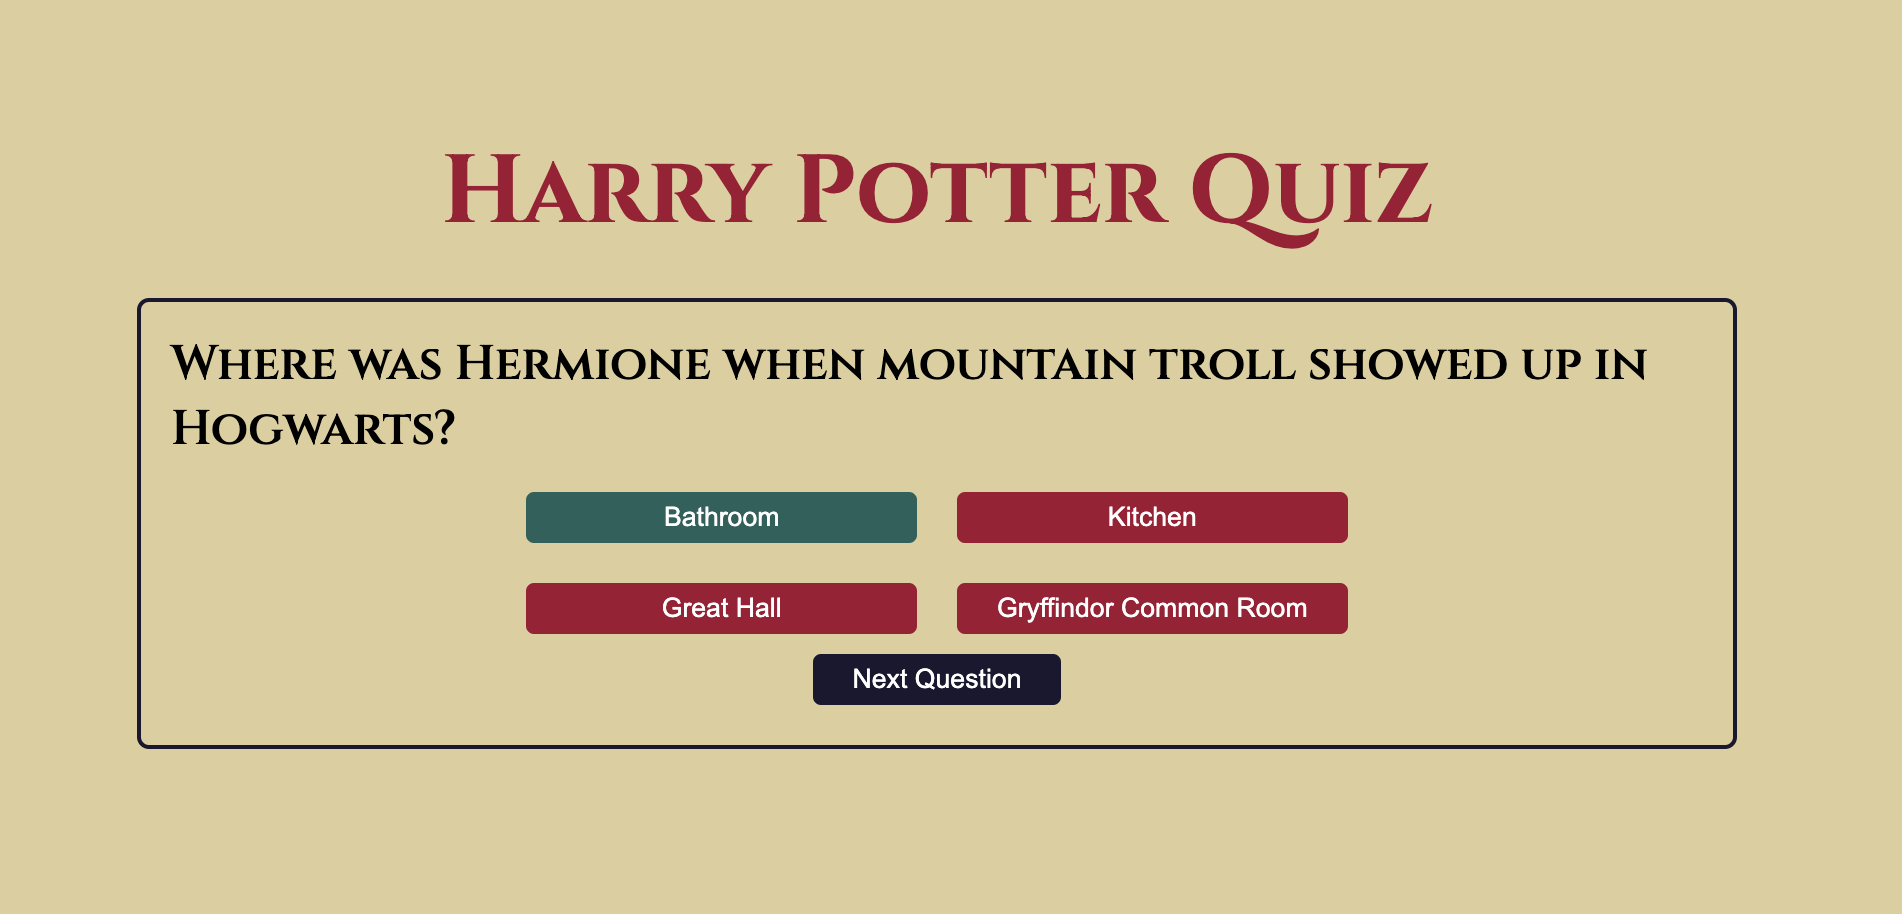 Harry Potter Quiz
Where was Hermione when mountain troll showed up in
Hogwarts?
Bathroom
Kitchen
Great Hall
Gryffindor Common Room
Next Question